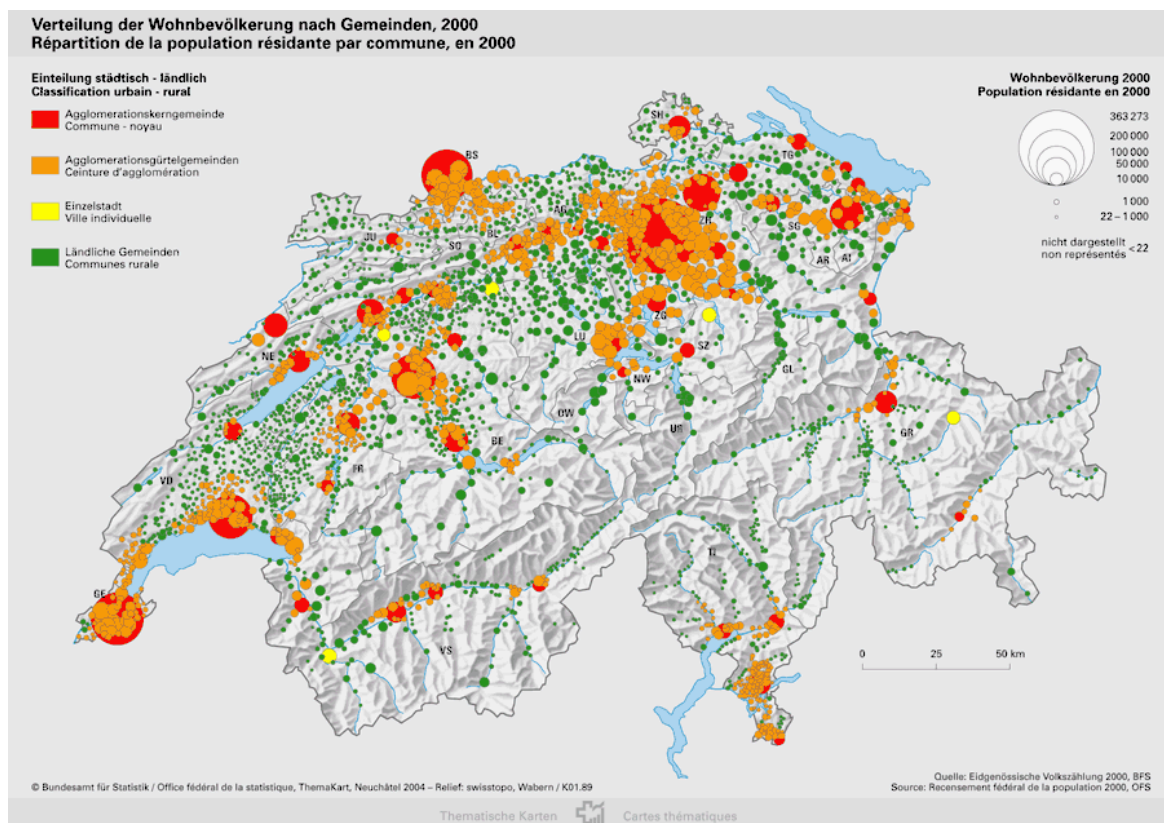 Verteilung der Wohnbevölkerung nach Gemeinden, 2000
Répartition de la population résidante par commune, en 2000
Einteilung städtisch - ländlich
Classification urbain - rural
Agglomerationskerngemeinde
Commune - noyau
Agglomerationsgürtelgemeinden
Ceinture d'agglomération
Einzelstadt
Ville individuelle
Ländliche Gemeinden
Communes rurale
Wohnbevölkerung 2000
Population résidante en 2000
363 273
200 000
100 000
50 000
10 000
1 000
22 – 1 000
nicht dargestellt
non représentés
<22
SH
BS
TG
AG
ZR
BL
JU
SO
SG
AR
AI
ZG
LU
SZ
NE
NW
GL
OW
UR
BE
GR
FR
VD
TI
GE
VS
0 25 50 km
© Bundesamt für Statistik / Office fédéral de la statistique, ThemaKart, Neuchâtel 2004 – Relief: swisstopo, Wabern / K01.89
Quelle: Eidgenössische Volkszählung 2000, BFS
Source: Recensement fédéral de la population 2000, OFS
Thematische Karten Cartes thématiques